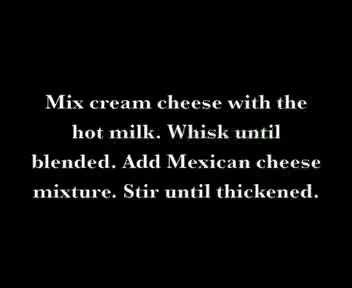 Mix cream cheese with the
hot milk. Whisk until
blended. Add Mexican cheese
mixture. Stir until thickened.